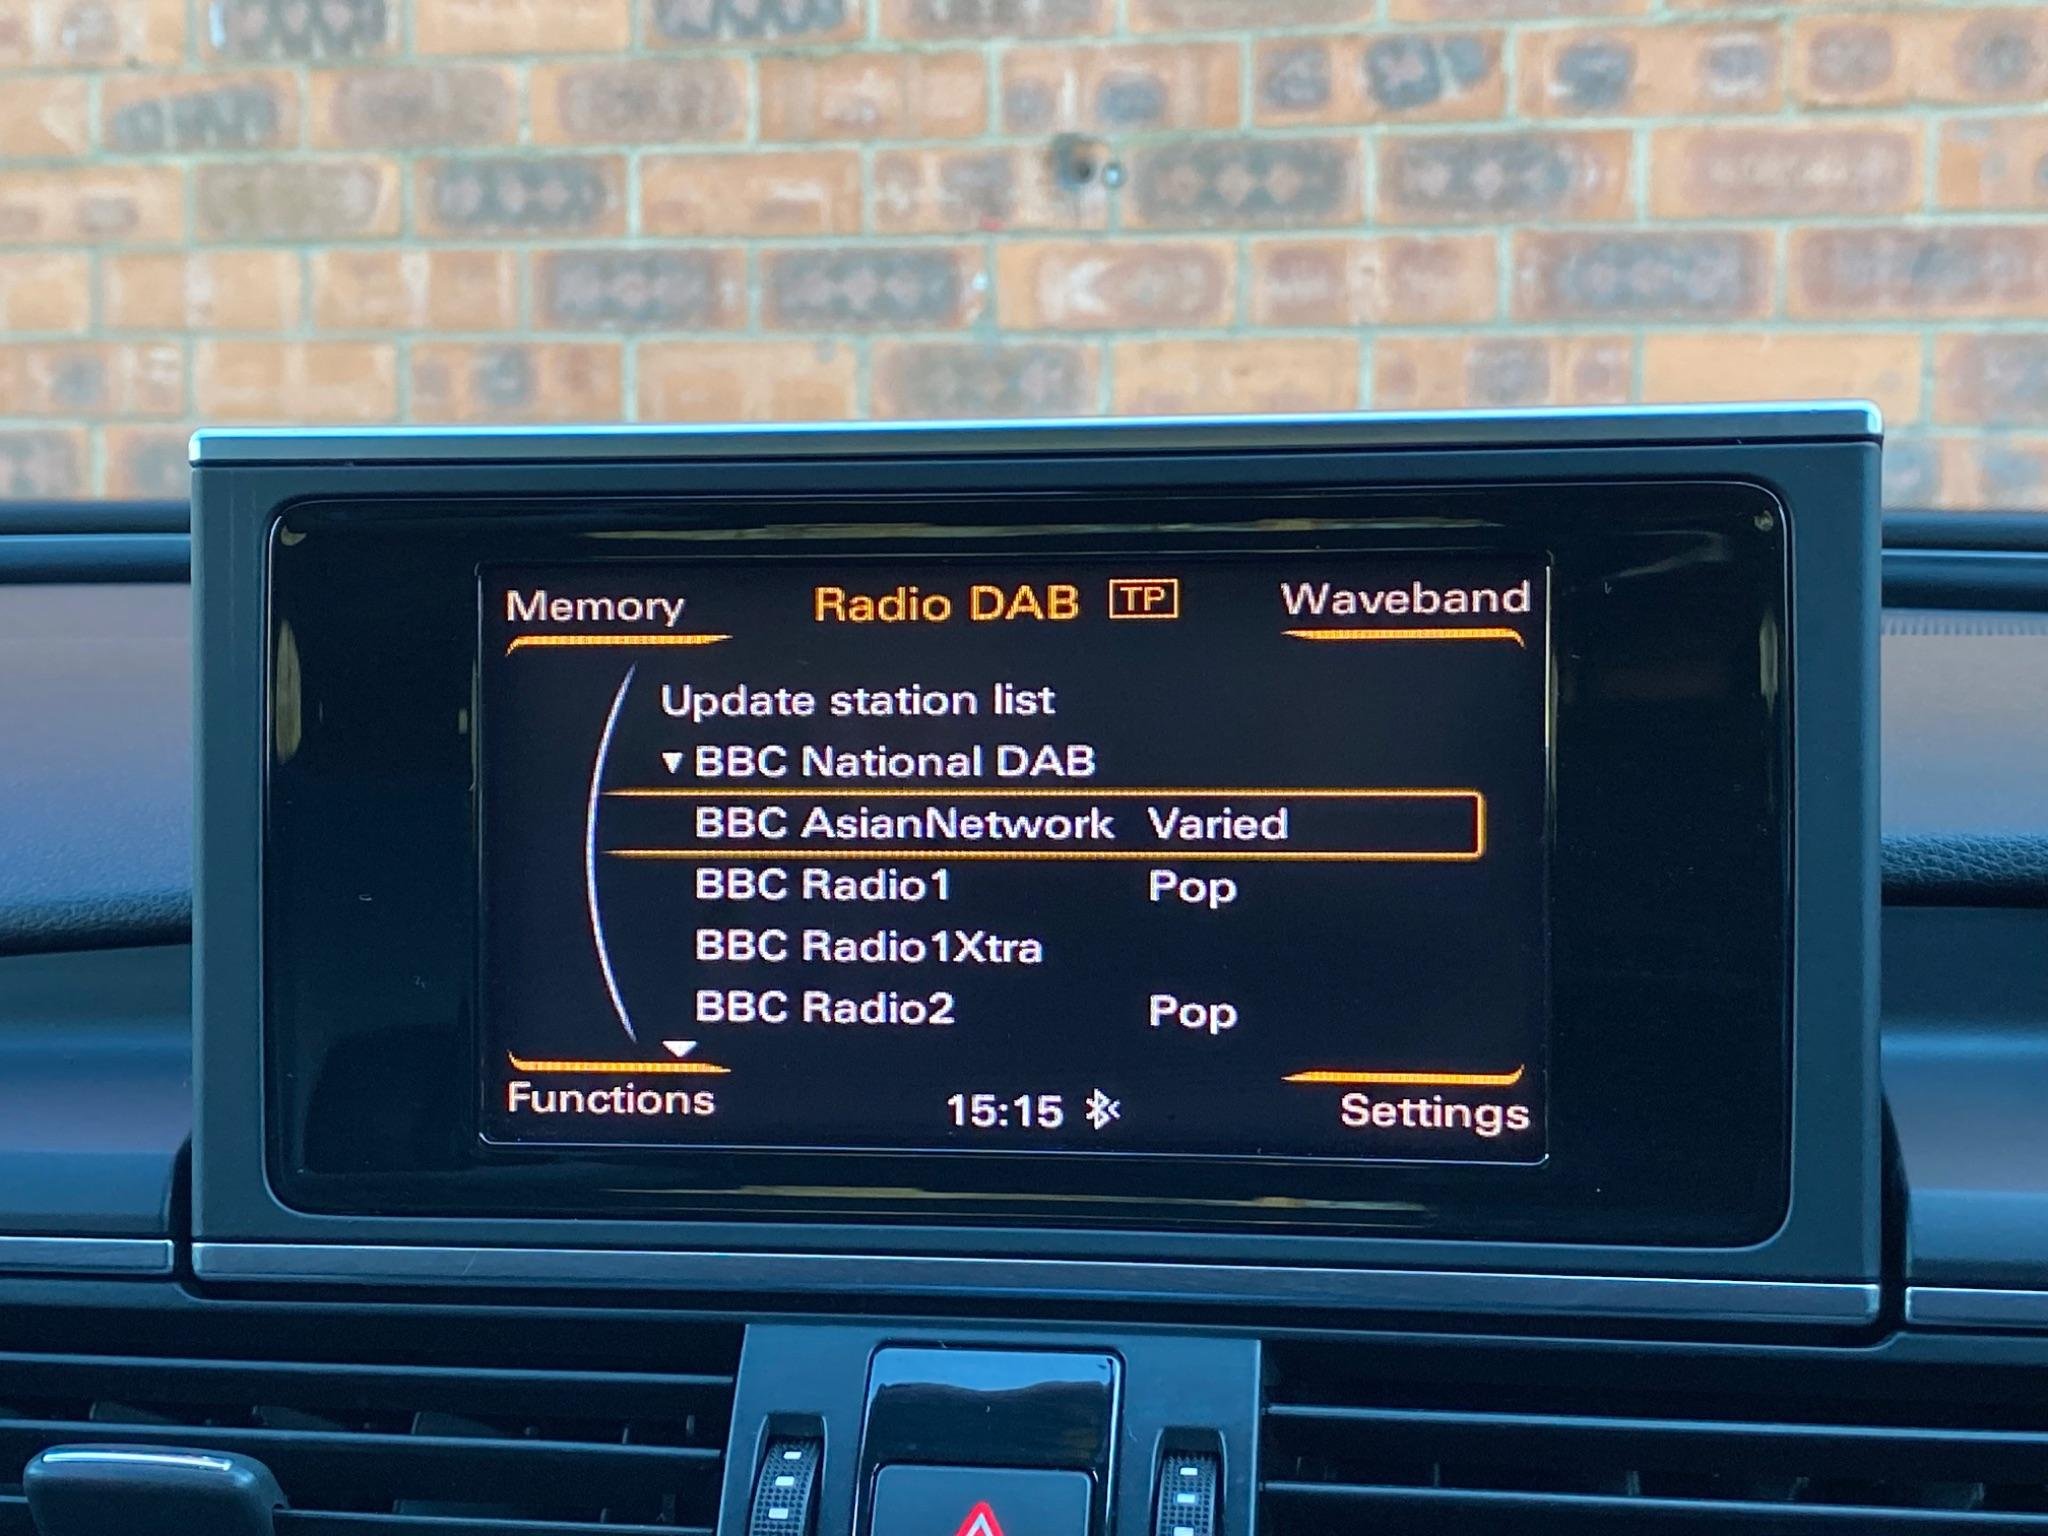 Memory Radio DAB TP Waveband
Update station list
▼ BBC National DAB
BBC AsianNetwork Varied
BBC Radio1 Pop
BBC Radio1Xtra
BBC Radio2 Pop
Functions 15:15 Settings